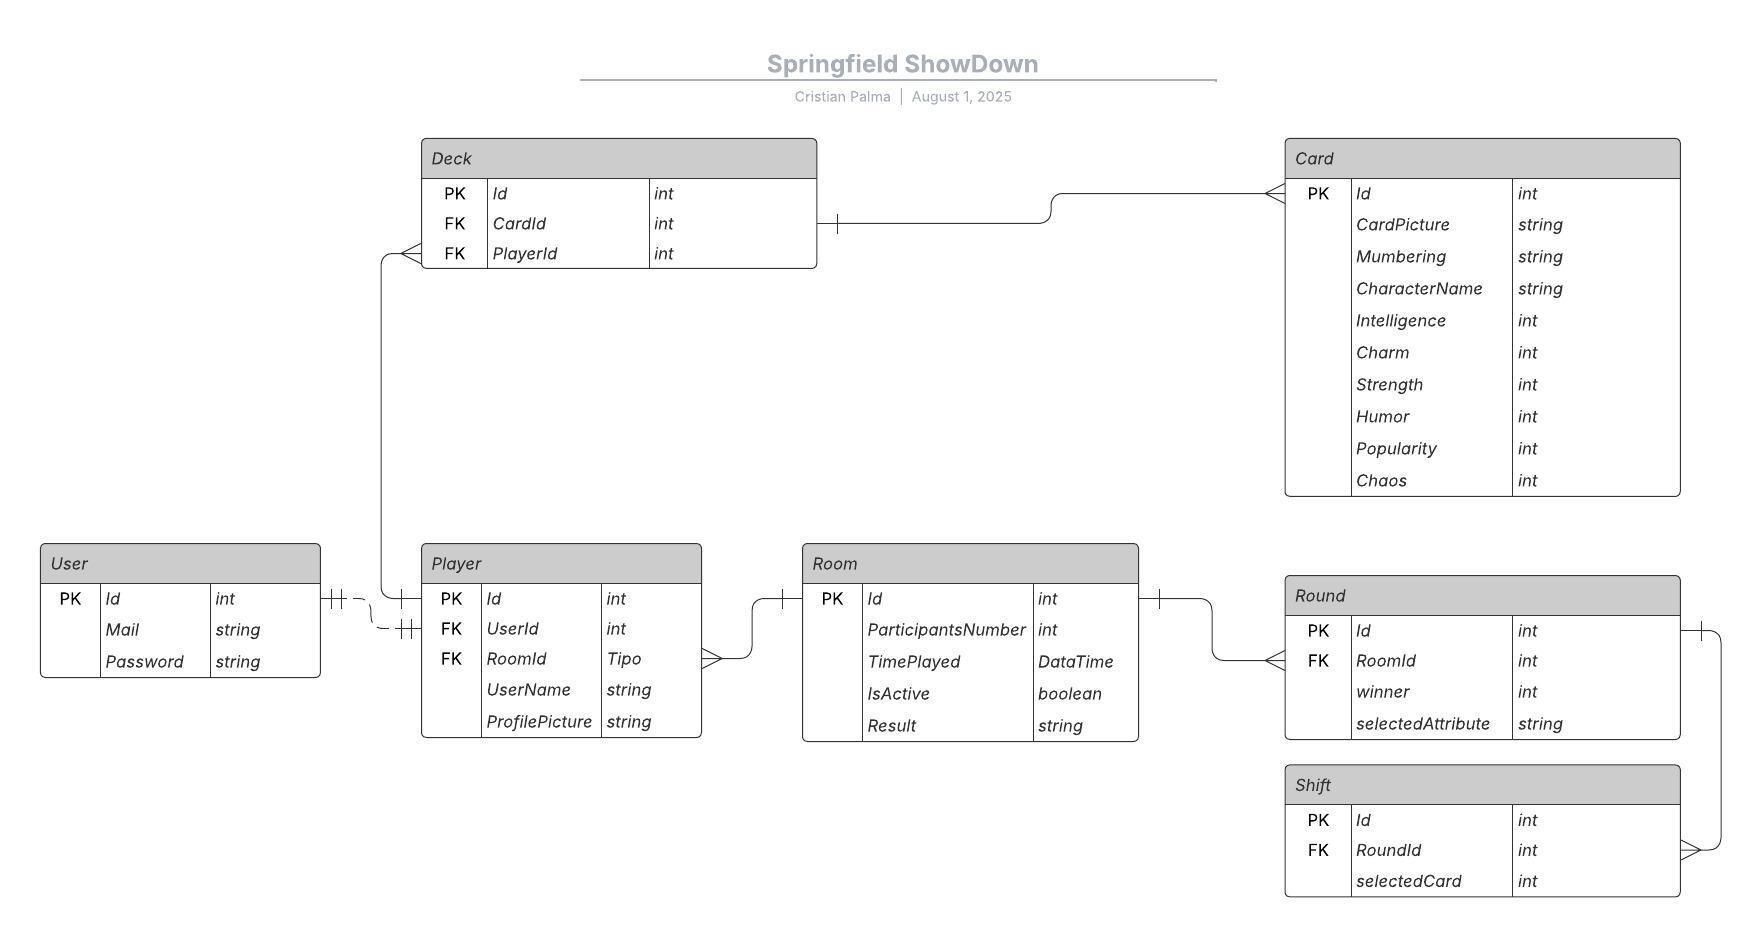 Springfield ShowDown
Cristian Palma | August 1, 2025
Deck
PK Id int
FK CardId int
FK PlayerId int
Card
PK Id int
CardPicture string
Mumbering string
CharacterName string
Intelligence int
Charm int
Strength int
Humor int
Popularity int
Chaos int
User
PK Id int
Mail string
Password string
Player
PK Id int
FK UserId int
FK RoomId Tipo
UserName string
ProfilePicture string
Room
PK Id int
ParticipantsNumber int
TimePlayed DataTime
IsActive boolean
Result string
Round
PK Id int
FK RoomId int
winner int
selectedAttribute string
Shift
PK Id int
FK RoundId int
selectedCard int